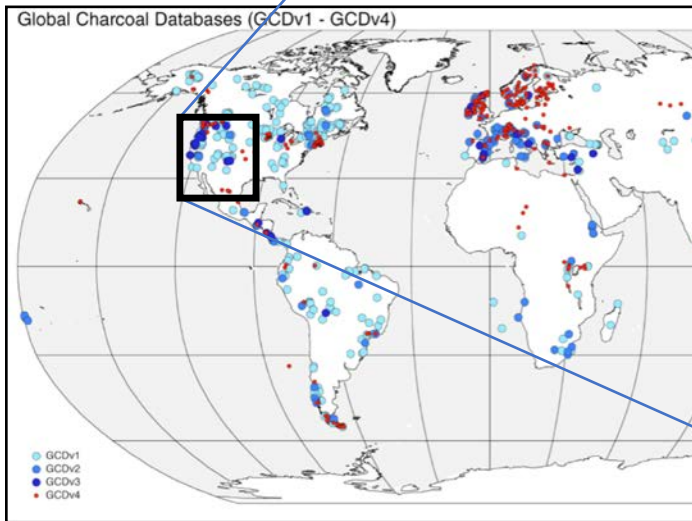 Global Charcoal Databases (GCDv1 - GCDv4)
GCDv1
GCDv2
GCDv3
GCDv4